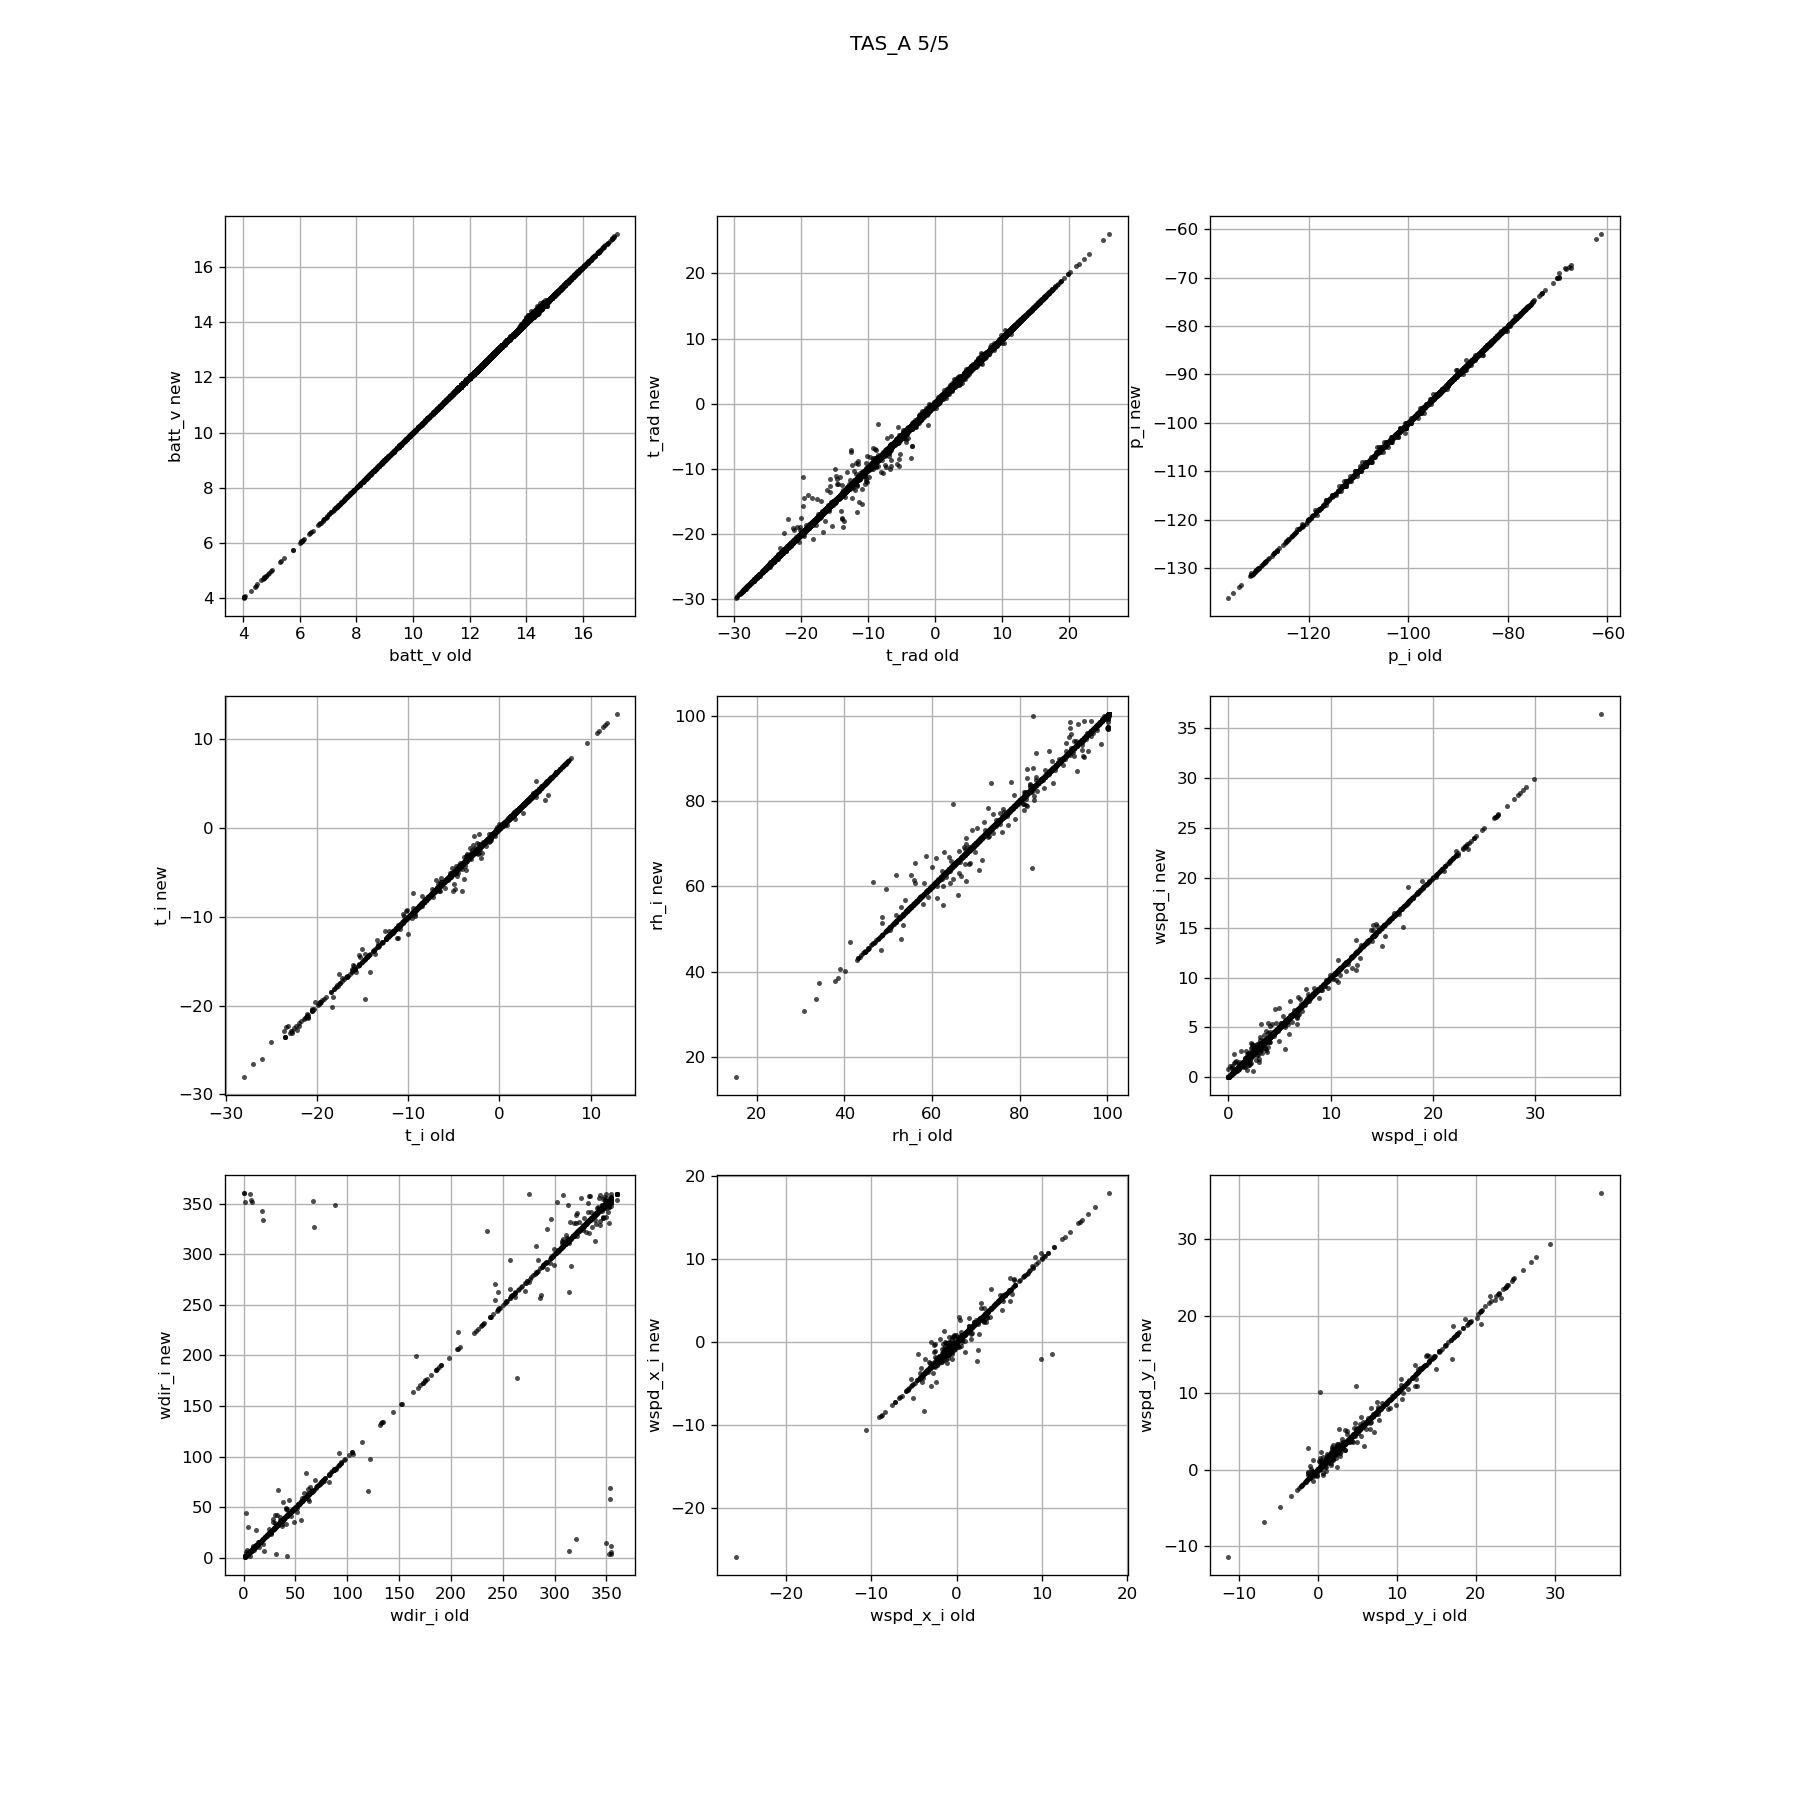 TAS_A 5/5
batt_v new
16
14
12
10
8
6
4
4 6 8 10 12 14 16
batt_v old
t_rad new
20
10
0
−10
−20
−30
−30 −20 −10 0 10 20
t_rad old
p_i new
−60
−70
−80
−90
−100
−110
−120
−130
−120 −100 −80 −60
p_i old
t_i new
10
0
−10
−20
−30
−30 −20 −10 0 10
t_i old
rh_i new
100
80
60
40
20
20 40 60 80 100
rh_i old
wspd_i new
35
30
25
20
15
10
5
0
0 10 20 30
wspd_i old
wdir_i new
350
300
250
200
150
100
50
0
0 50 100 150 200 250 300 350
wdir_i old
wspd_x_i new
20
10
0
−10
−20
−20 −10 0 10 20
wspd_x_i old
wspd_y_i new
30
20
10
0
−10
−10 0 10 20 30
wspd_y_i old